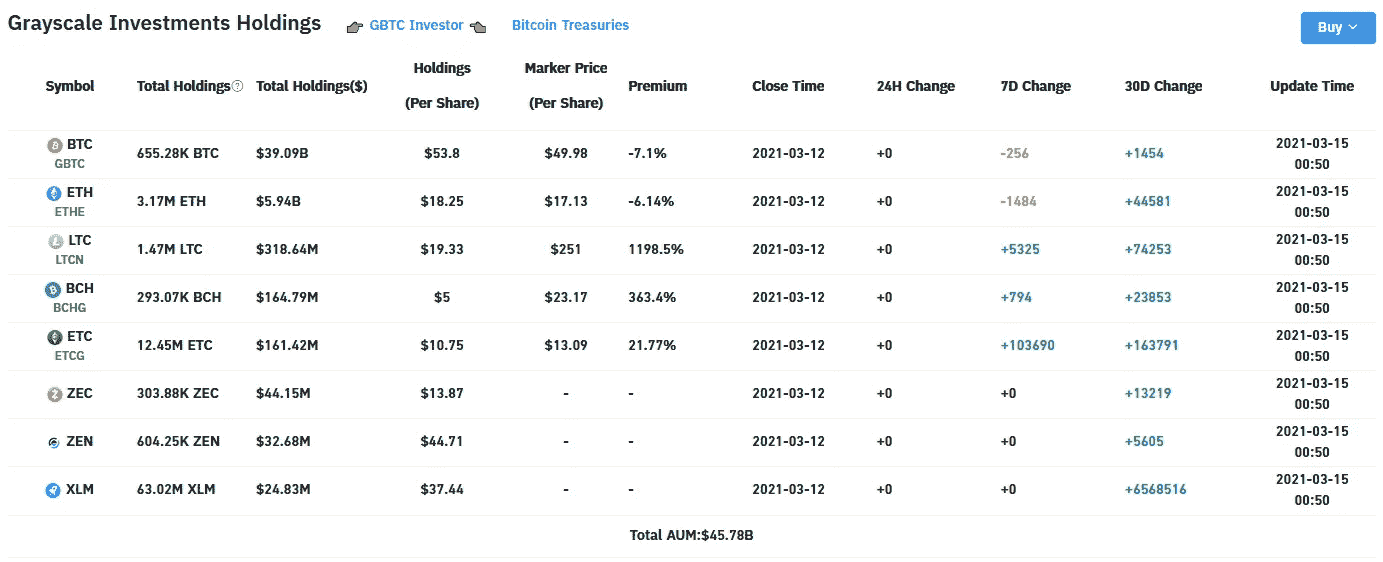 Grayscale Investments Holdings GBTC Investor Bitcoin Treasuries Buy
Symbol Total Holdings? Total Holdings($) Holdings (Per Share) Marker Price (Per Share) Premium Close Time 24H Change 7D Change 30D Change Update Time
BTC GBTC 655.28K BTC $39.09B $53.8 $49.98 -7.1% 2021-03-12 +0 -256 +1454 2021-03-15 00:50
ETH ETHE 3.17M ETH $5.94B $18.25 $17.13 -6.14% 2021-03-12 +0 -1484 +44581 2021-03-15 00:50
LTC LTCN 1.47M LTC $318.64M $19.33 $251 1198.5% 2021-03-12 +0 +5325 +74253 2021-03-15 00:50
BCH BCHG 293.07K BCH $164.79M $5 $23.17 363.4% 2021-03-12 +0 +794 +23853 2021-03-15 00:50
ETC ETCG 12.45M ETC $161.42M $10.75 $13.09 21.77% 2021-03-12 +0 +103690 +163791 2021-03-15 00:50
ZEC 303.88K ZEC $44.15M $13.87 - - 2021-03-12 +0 +0 +13219 2021-03-15 00:50
ZEN 604.25K ZEN $32.68M $44.71 - - 2021-03-12 +0 +0 +5605 2021-03-15 00:50
XLM 63.02M XLM $24.83M $37.44 - - 2021-03-12 +0 +0 +6568516 2021-03-15 00:50
Total AUM:$45.78B